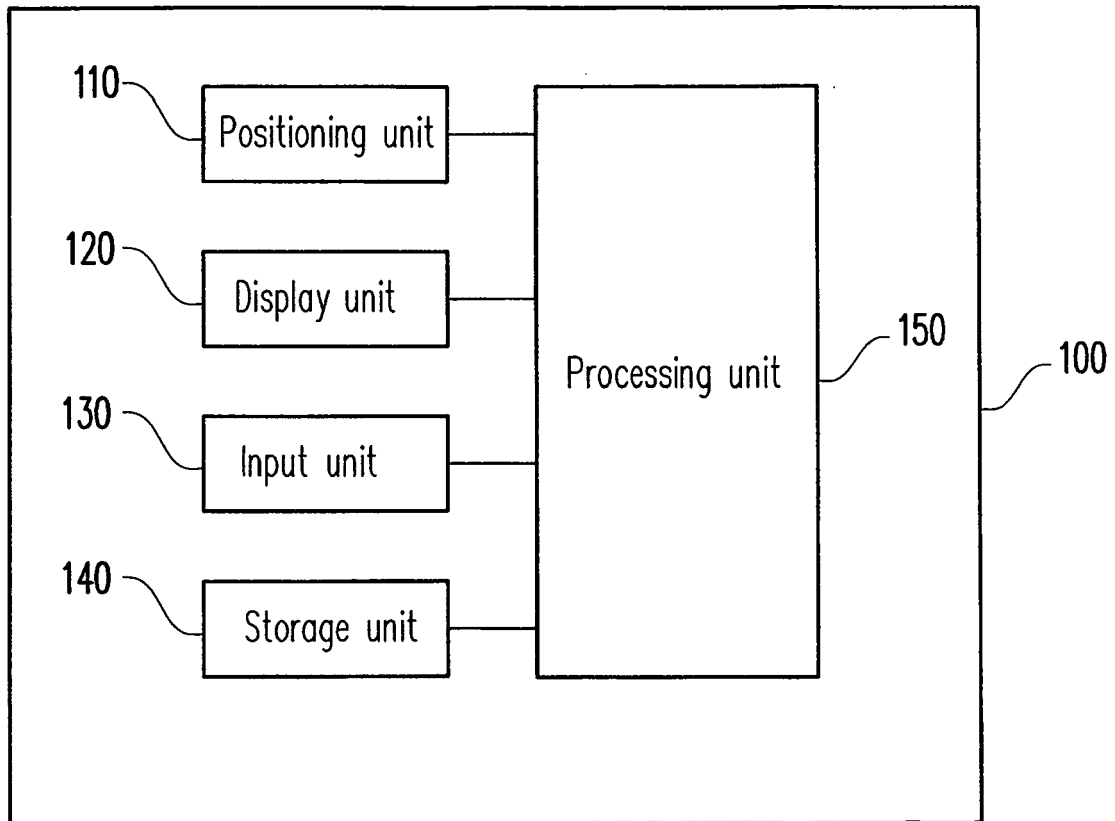 110
Positioning unit
120
Display unit
130
Input unit
140
Storage unit
Processing unit
150
100